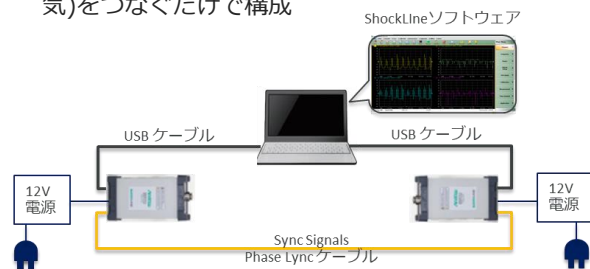 気)をつなぐだけで構成
ShockLIneソフトウェア
USB ケーブル
USB ケーブル
12V
電源
12V
電源
Sync Signals
Phase Lync ケーブル